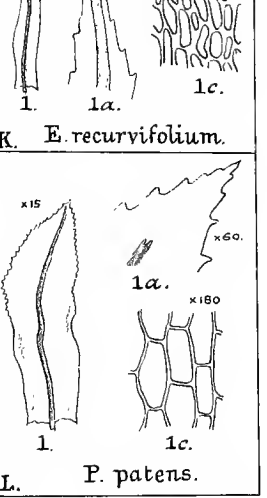 1. 1a. 1c.
K. E. recurvifolium.
x15
x60.
1a.
x180
1. 1c.
L. P. patens.